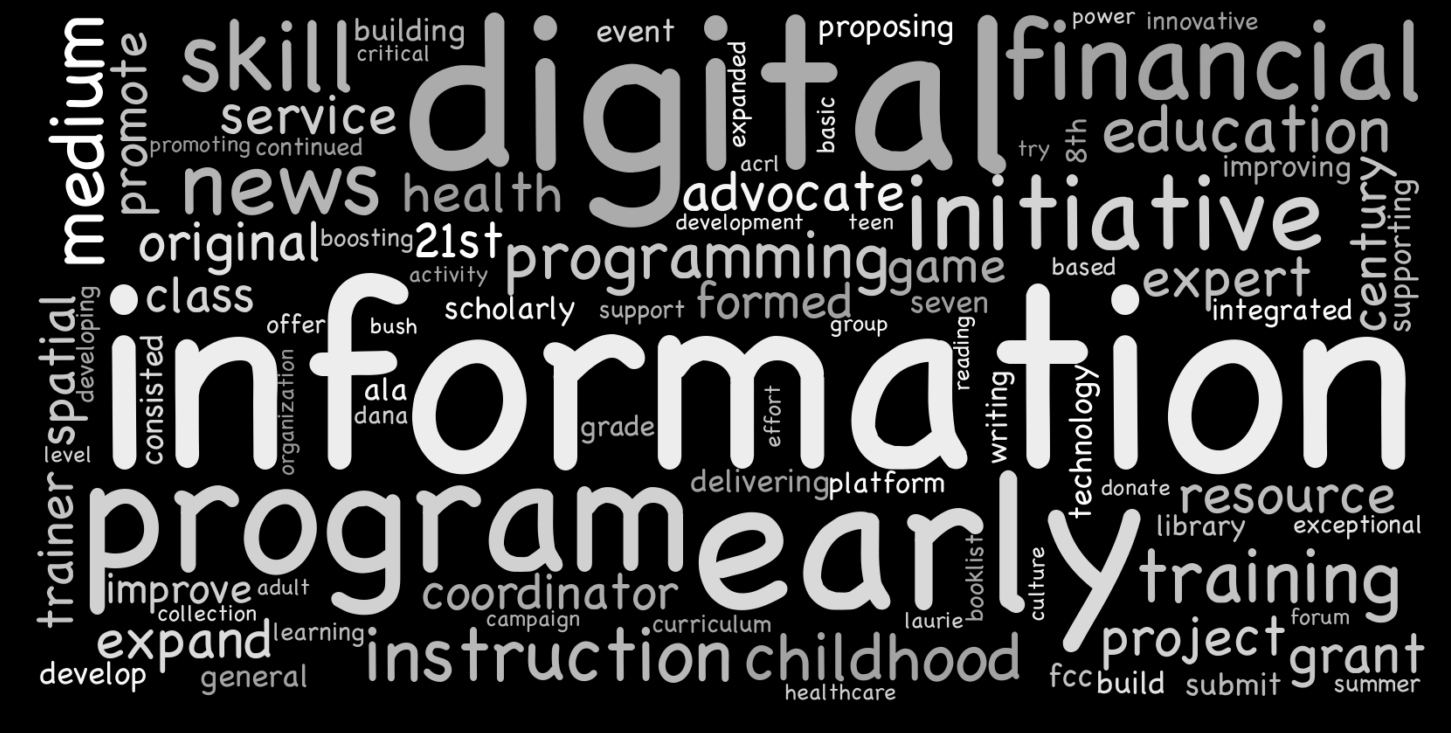 medium
promote
skill
building
critical
digital
event
expanded
proposing
basic
financial
power
innovative
service
promoting
continued
acrl
try
8th
education
improving
news
health
advocate
development
teen
initiative
century
supporting
original
boosting
21st
activity
programming
game
based
expert
integrated
class
offer
bush
scholarly
support
formed
seven
group
spatial
developing
information
consisted
organization
ala
dana
grade
effort
reading
writing
technology
level
trainer
program
delivering
platform
early
donate
resource
library
exceptional
improve
adult
collection
coordinator
campaign
curriculum
laurie
booklist
culture
training
forum
expand
learning
develop
general
instruction
childhood
healthcare
project
grant
fcc
build
submit
summer